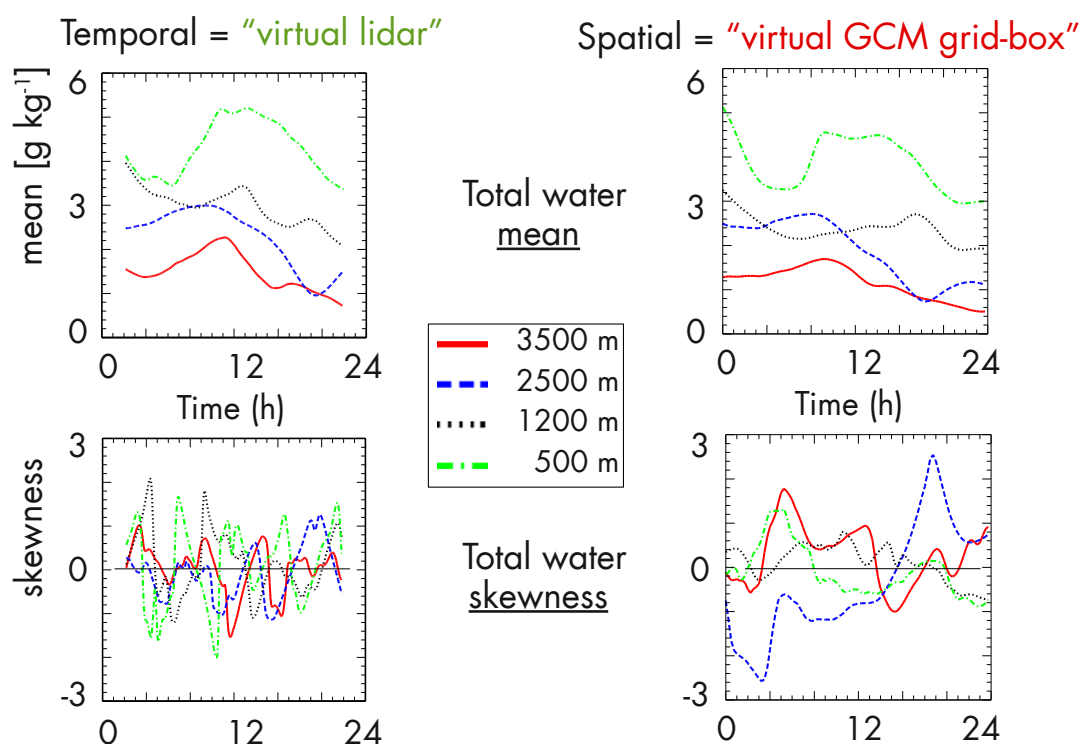 Temporal = “virtual lidar”
Spatial = “virtual GCM grid-box”
mean [g kg⁻¹]
6
3
0
0 12 24
Time (h)
Total water
mean
6
3
0
0 12 24
Time (h)
3500 m
2500 m
1200 m
500 m
skewness
3
0
-3
0 12 24
Total water
skewness
3
0
-3
0 12 24